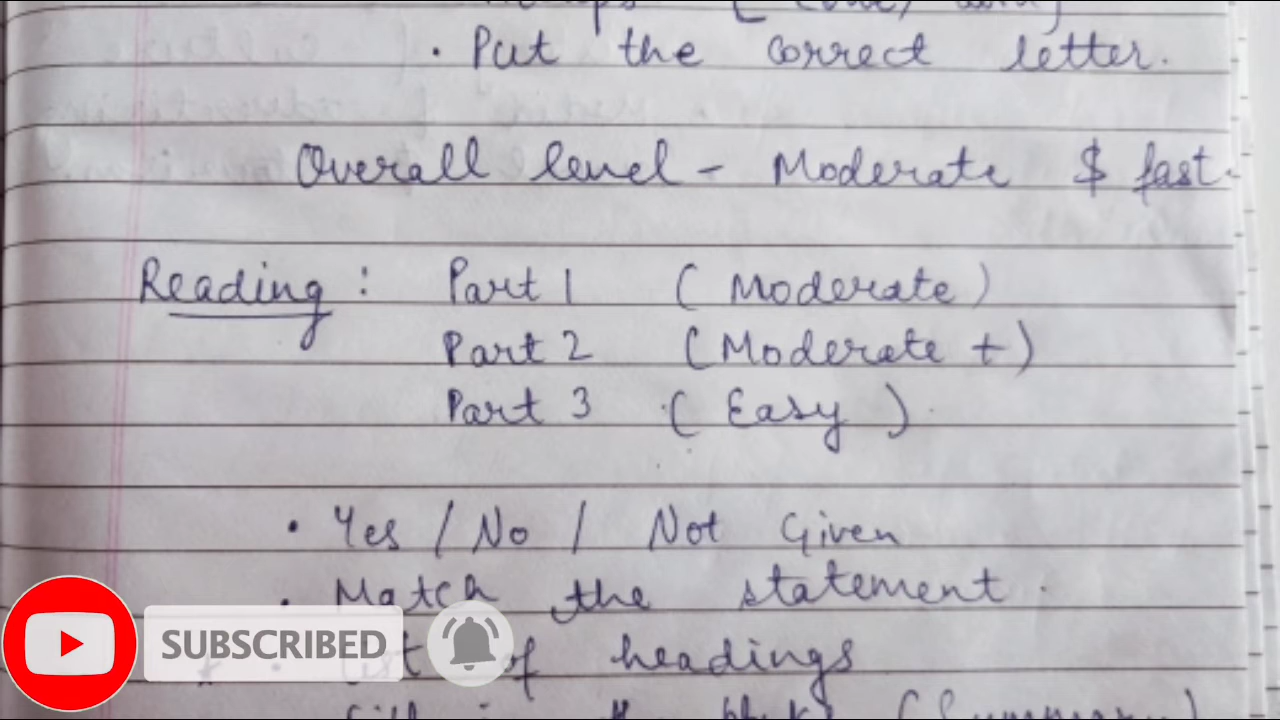 · Put the correct letter.
Overall level - Moderate $ fast.
Reading : Part 1 ( Moderate )
Part 2 ( Moderate + )
Part 3 ( Easy ).
· Yes / No / Not Given
· Match the statement.
SUBSCRIBED
of headings
(Summary)